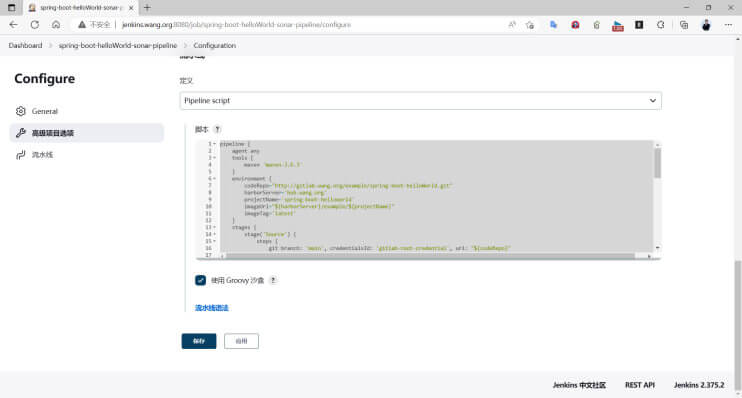 spring-boot-helloWorld-sonar-p
不安全 | jenkins.wang.org:8080/job/spring-boot-helloWorld-sonar-pipeline/configure
Dashboard > spring-boot-helloWorld-sonar-pipeline > Configuration
Configure
General
高级项目选项
流水线
流水线
定义
Pipeline script
脚本 ?
1 pipeline {
2 agent any
3 tools {
4 maven 'maven-3.6.3'
5 }
6 environment {
7 codeRepo="http://gitlab.wang.org/example/spring-boot-helloWorld.git"
8 harborServer='hub.wang.org'
9 projectName='spring-boot-helloworld'
10 imageUrl="${harborServer}/example/${projectName}"
11 imageTag="latest"
12 }
13 stages {
14 stage('Source') {
15 steps {
16 git branch: 'main', credentialsId: 'gitlab-root-credential', url: "${codeRepo}"
17
使用 Groovy 沙盒 ?
流水线语法
保存
应用
Jenkins 中文社区
REST API
Jenkins 2.375.2